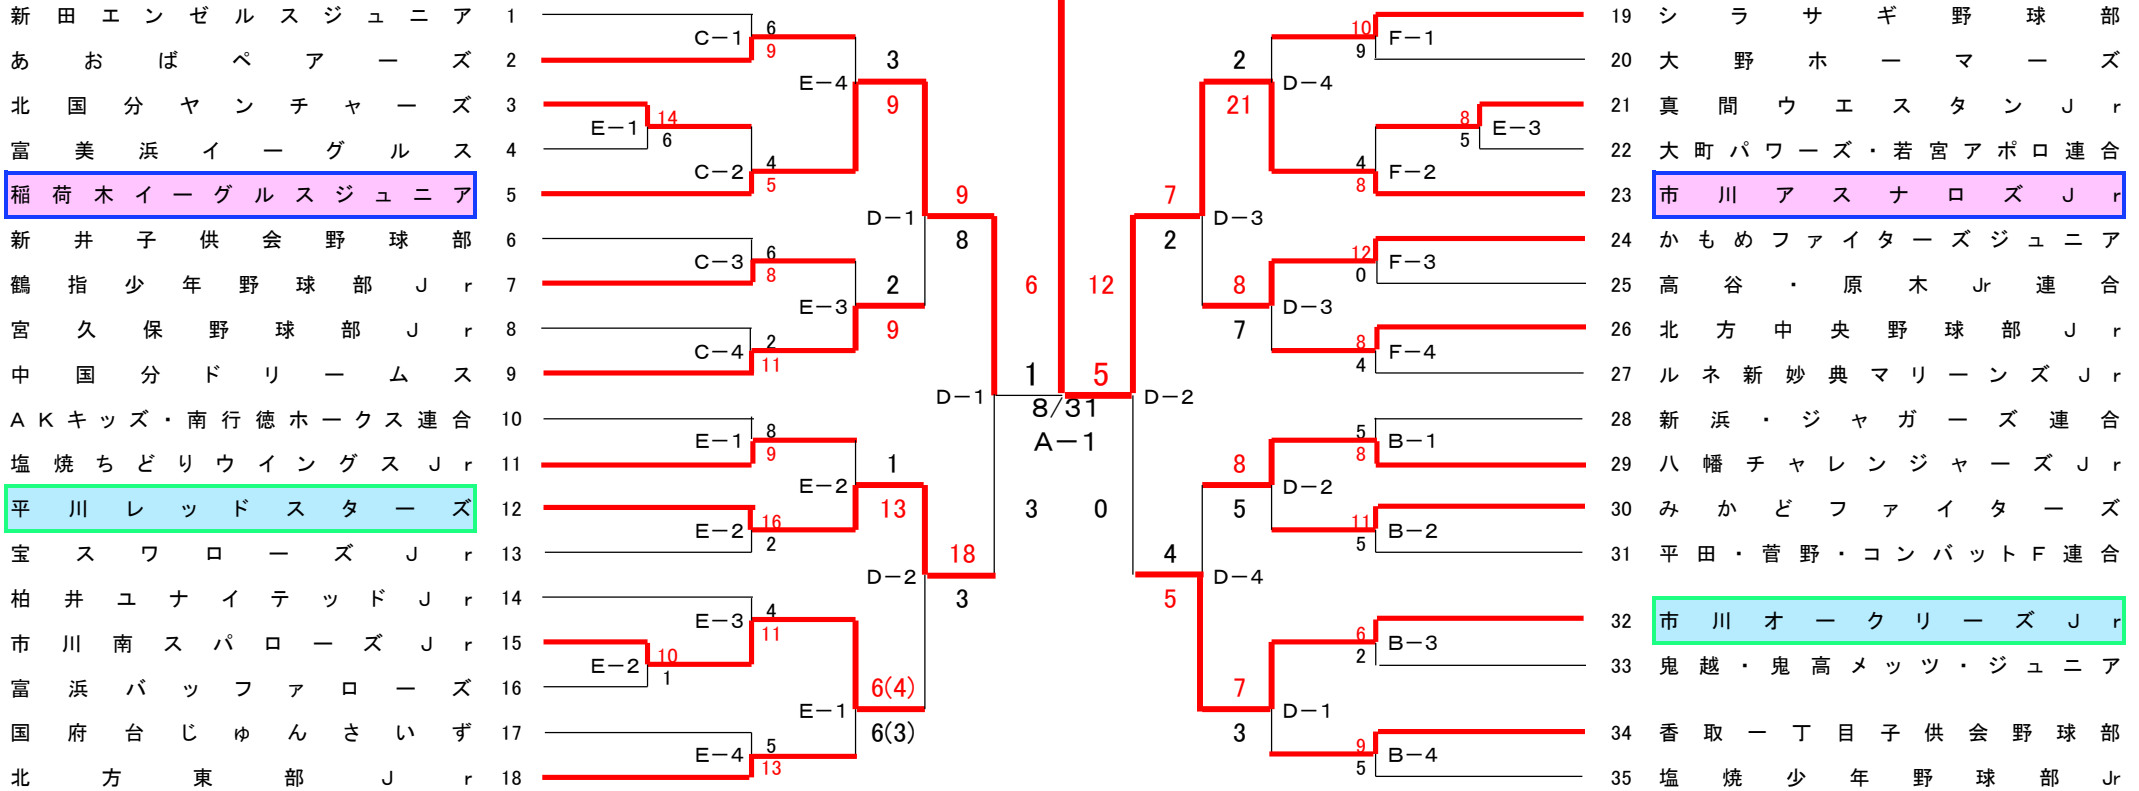 新田エンゼルスジュニア 1
あおばペアーズ 2
北国分ヤンチャーズ 3
富美浜イーグルス 4
稲荷木イーグルスジュニア 5
新井子供会野球部 6
鶴指少年野球部Jr 7
宮久保野球部Jr 8
中国分ドリームス 9
AKキッズ・南行徳ホークス連合 10
塩焼ちどりウイングスJr 11
平川レッドスターズ 12
宝スワローズJr 13
柏井ユナイテッドJr 14
市川南スパローズJr 15
富浜バッファローズ 16
国府台じゅんさいず 17
北方東部Jr 18
C-1 6 9
E-1 14 6
C-2 4 5
C-3 6 8
C-4 2 11
E-1 8 9
E-2 16 2
E-3 4 11
E-2 10 1
E-4 5 13
E-4 3 9
E-3 2 9
E-2 1 13
E-1 6(4) 6(3)
D-1 9 8
D-2 18 3
D-1 6 3
1 5
8/31
A-1
12 0 D-2
7 2 D-3
4 5 D-4
2 21 D-4
8 7 D-3
8 5 D-2
7 3 D-1
10 9 F-1
8 5 E-3
4 8 F-2
12 0 F-3
8 4 F-4
5 8 B-1
11 5 B-2
6 2 B-3
9 5 B-4
19 シラサギ野球部
20 大野ホーマーズ
21 真間ウエスタンJr
22 大町パワーズ・若宮アポロ連合
23 市川アスナロズJr
24 かもめファイターズジュニア
25 高谷・原木Jr連合
26 北方中央野球部Jr
27 ルネ新妙典マリーンズJr
28 新浜・ジャガーズ連合
29 八幡チャレンジャーズJr
30 みかどファイターズ
31 平田・菅野・コンバットF連合
32 市川オークリーズJr
33 鬼越・鬼高メッツ・ジュニア
34 香取一丁目子供会野球部
35 塩焼少年野球部Jr